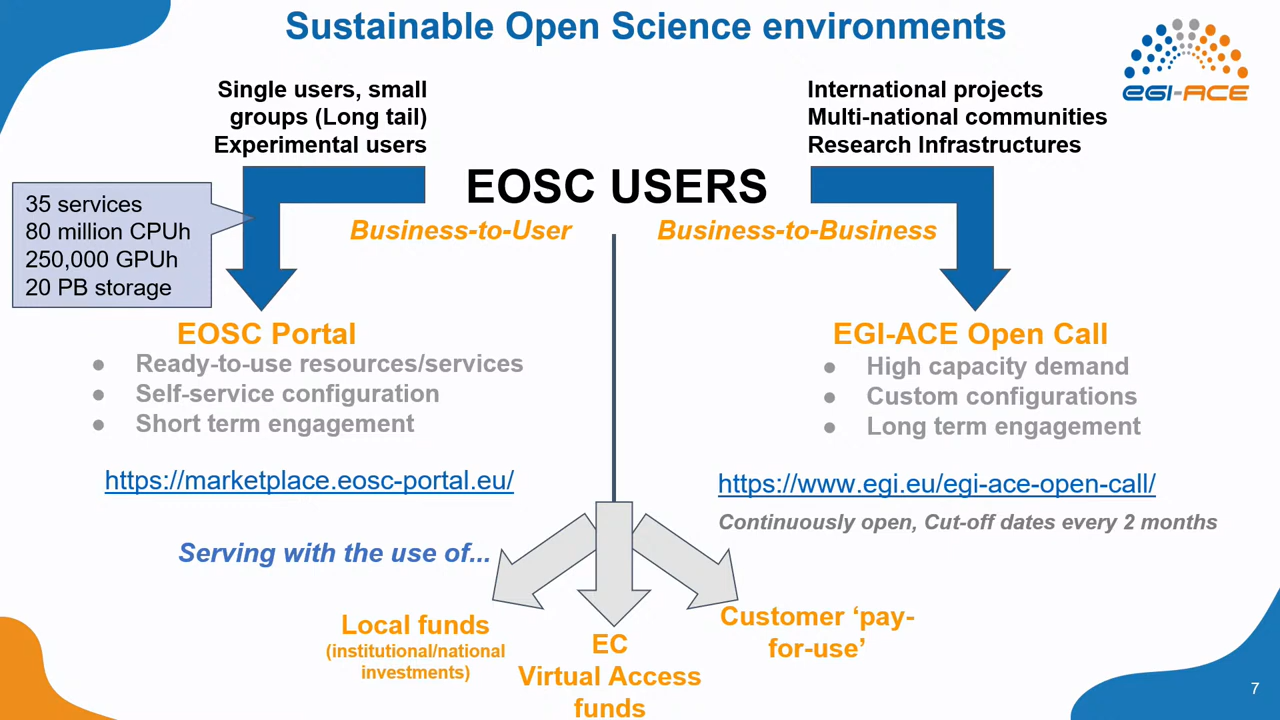 Sustainable Open Science environments
EGI-ACE
Single users, small
groups (Long tail)
Experimental users
International projects
Multi-national communities
Research Infrastructures
EOSC USERS
Business-to-User
Business-to-Business
35 services
80 million CPUh
250,000 GPUh
20 PB storage
EOSC Portal
● Ready-to-use resources/services
● Self-service configuration
● Short term engagement
https://marketplace.eosc-portal.eu/
EGI-ACE Open Call
● High capacity demand
● Custom configurations
● Long term engagement
https://www.egi.eu/egi-ace-open-call/
Continuously open, Cut-off dates every 2 months
Serving with the use of...
Local funds
(institutional/national
investments)
EC
Virtual Access
funds
Customer ‘pay-
for-use’
7